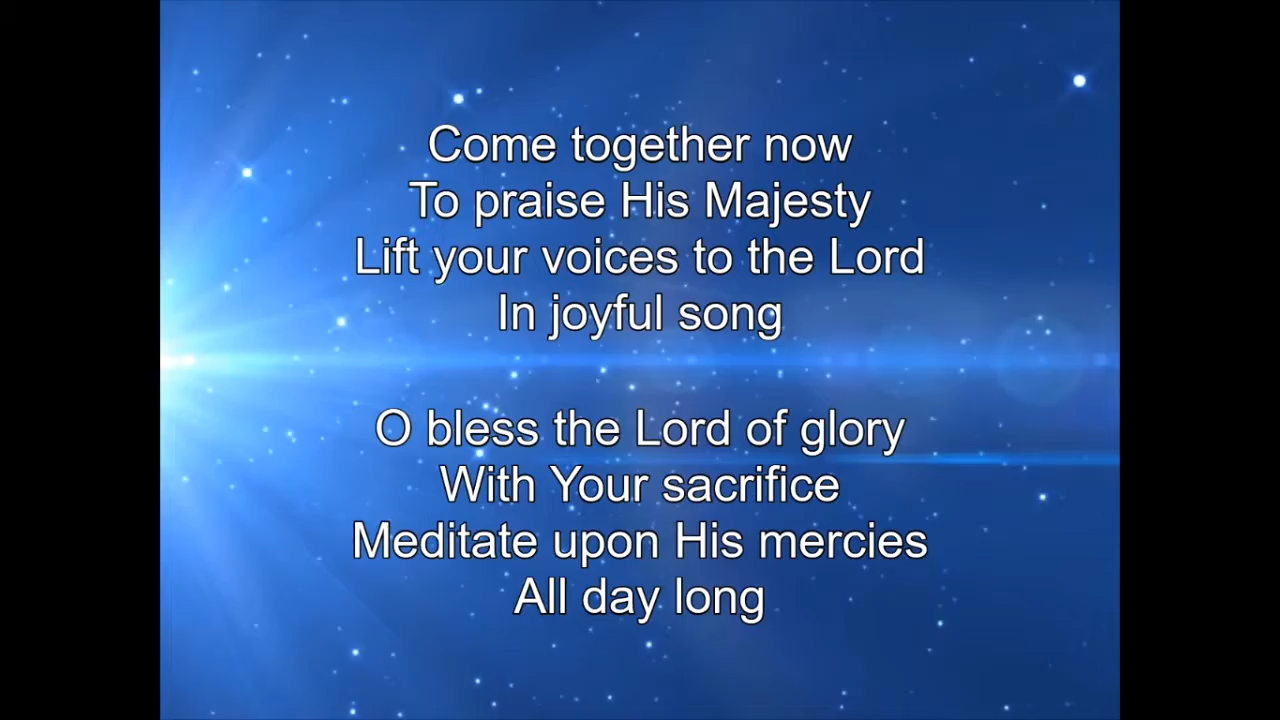 Come together now
To praise His Majesty
Lift your voices to the Lord
In joyful song
O bless the Lord of glory
With Your sacrifice
Meditate upon His mercies
All day long